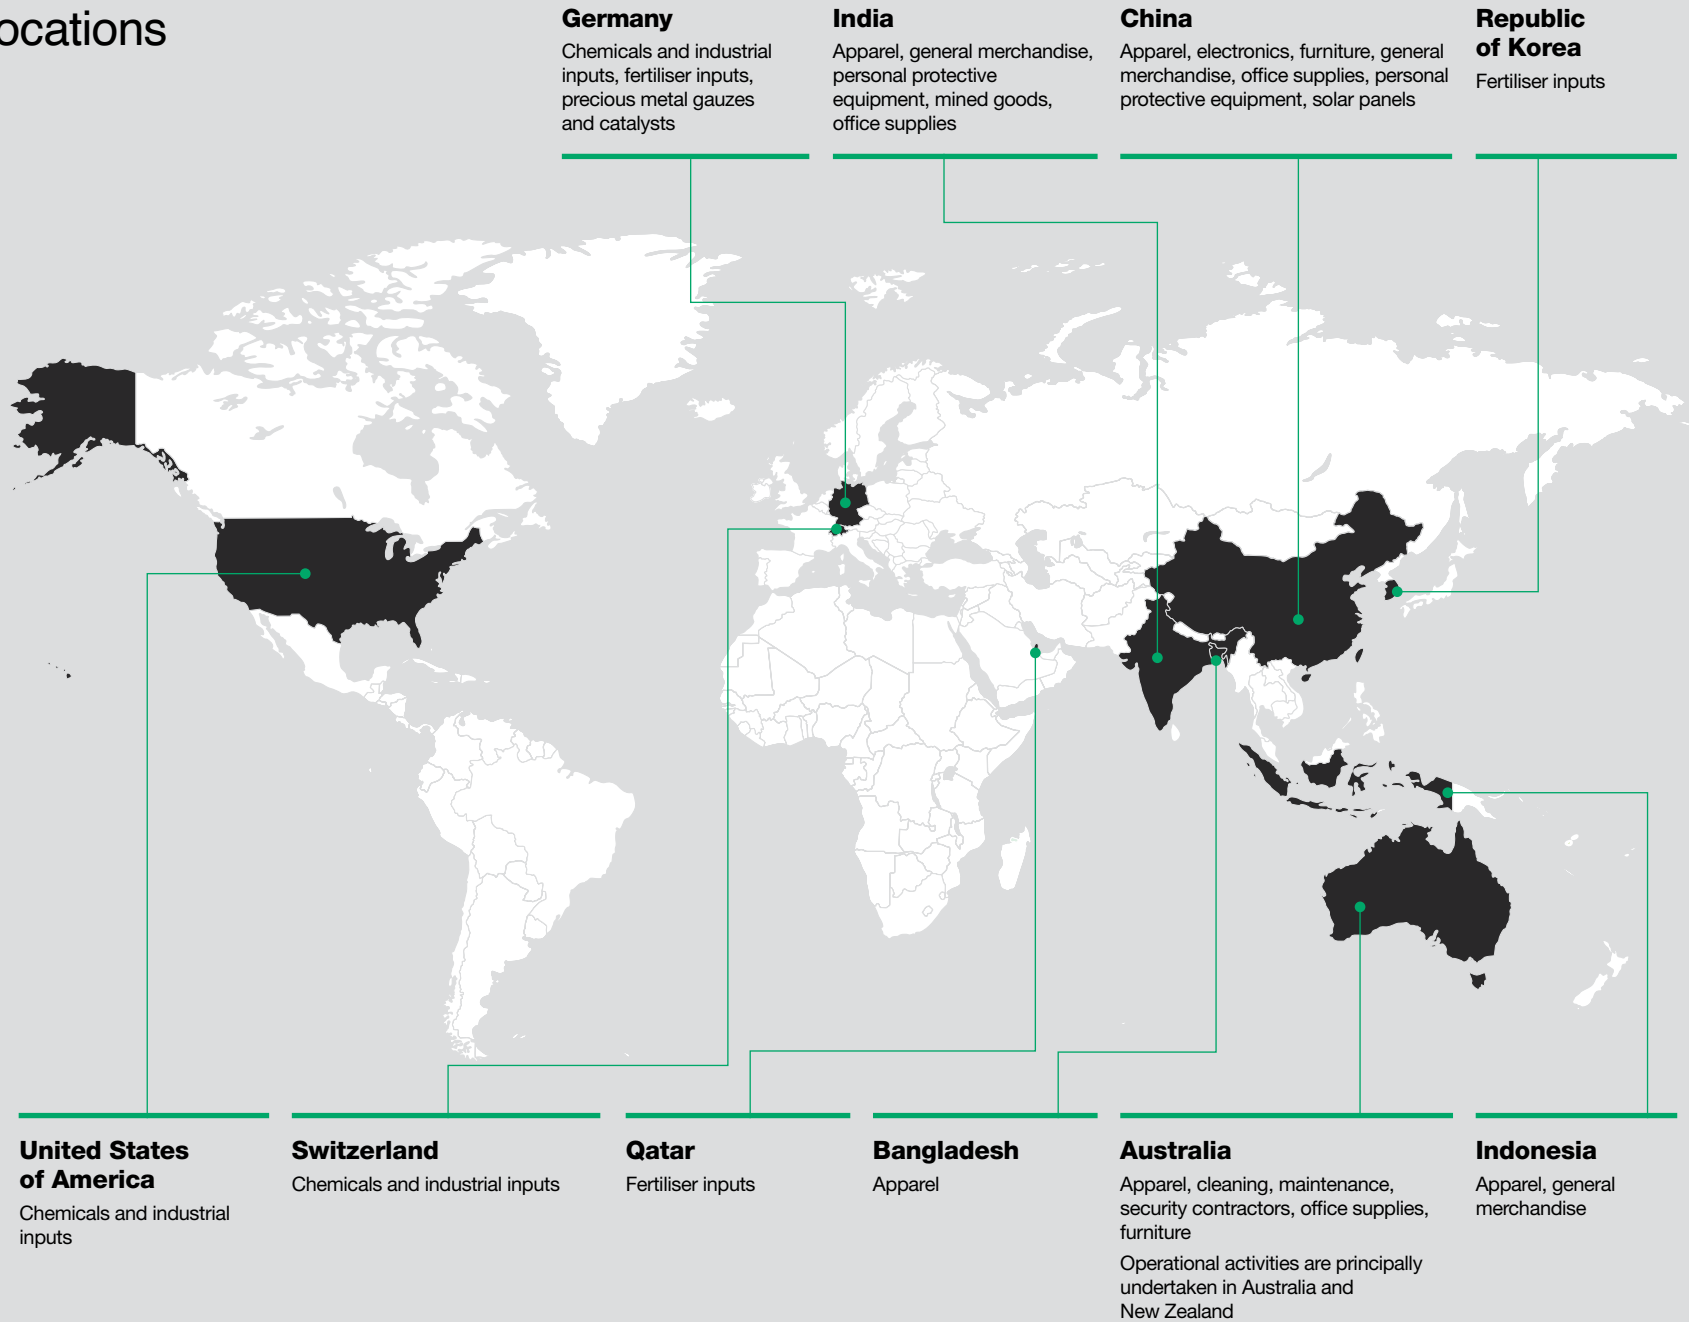 ocations
Germany
Chemicals and industrial
inputs, fertiliser inputs,
precious metal gauzes
and catalysts
India
Apparel, general merchandise,
personal protective
equipment, mined goods,
office supplies
China
Apparel, electronics, furniture, general
merchandise, office supplies, personal
protective equipment, solar panels
Republic
of Korea
Fertiliser inputs
United States
of America
Chemicals and industrial
inputs
Switzerland
Chemicals and industrial inputs
Qatar
Fertiliser inputs
Bangladesh
Apparel
Australia
Apparel, cleaning, maintenance,
security contractors, office supplies,
furniture
Operational activities are principally
undertaken in Australia and
New Zealand
Indonesia
Apparel, general
merchandise